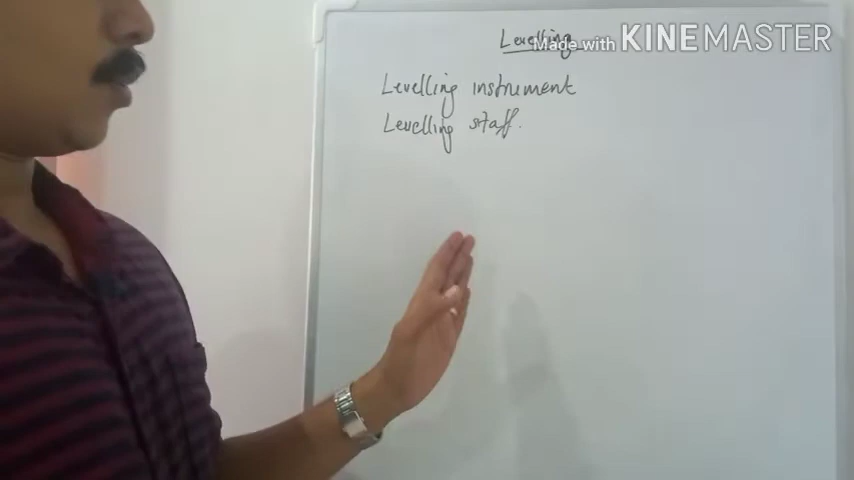 Levelling
Made with KINEMASTER
Levelling instrument
Levelling staff.